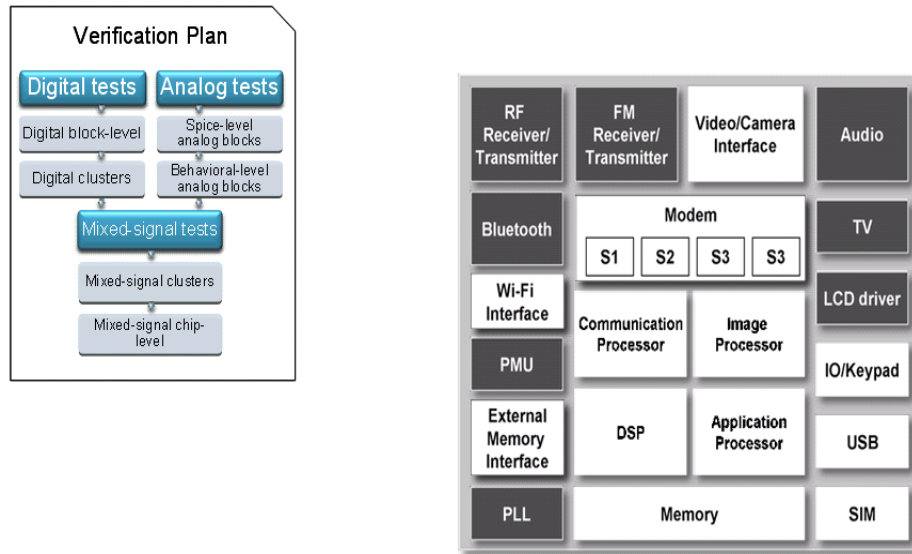 Verification Plan
Digital tests
Analog tests
Digital block-level
Spice-level
analog blocks
Digital clusters
Behavioral-level
analog blocks
Mixed-signal tests
Mixed-signal clusters
Mixed-signal chip-
level
RF
Receiver/
Transmitter
FM
Receiver/
Transmitter
Video/Camera
Interface
Audio
Bluetooth
Modem
S1
S2
S3
S3
TV
Wi-Fi
Interface
Communication
Processor
Image
Processor
LCD driver
PMU
IO/Keypad
External
Memory
Interface
DSP
Application
Processor
USB
PLL
Memory
SIM